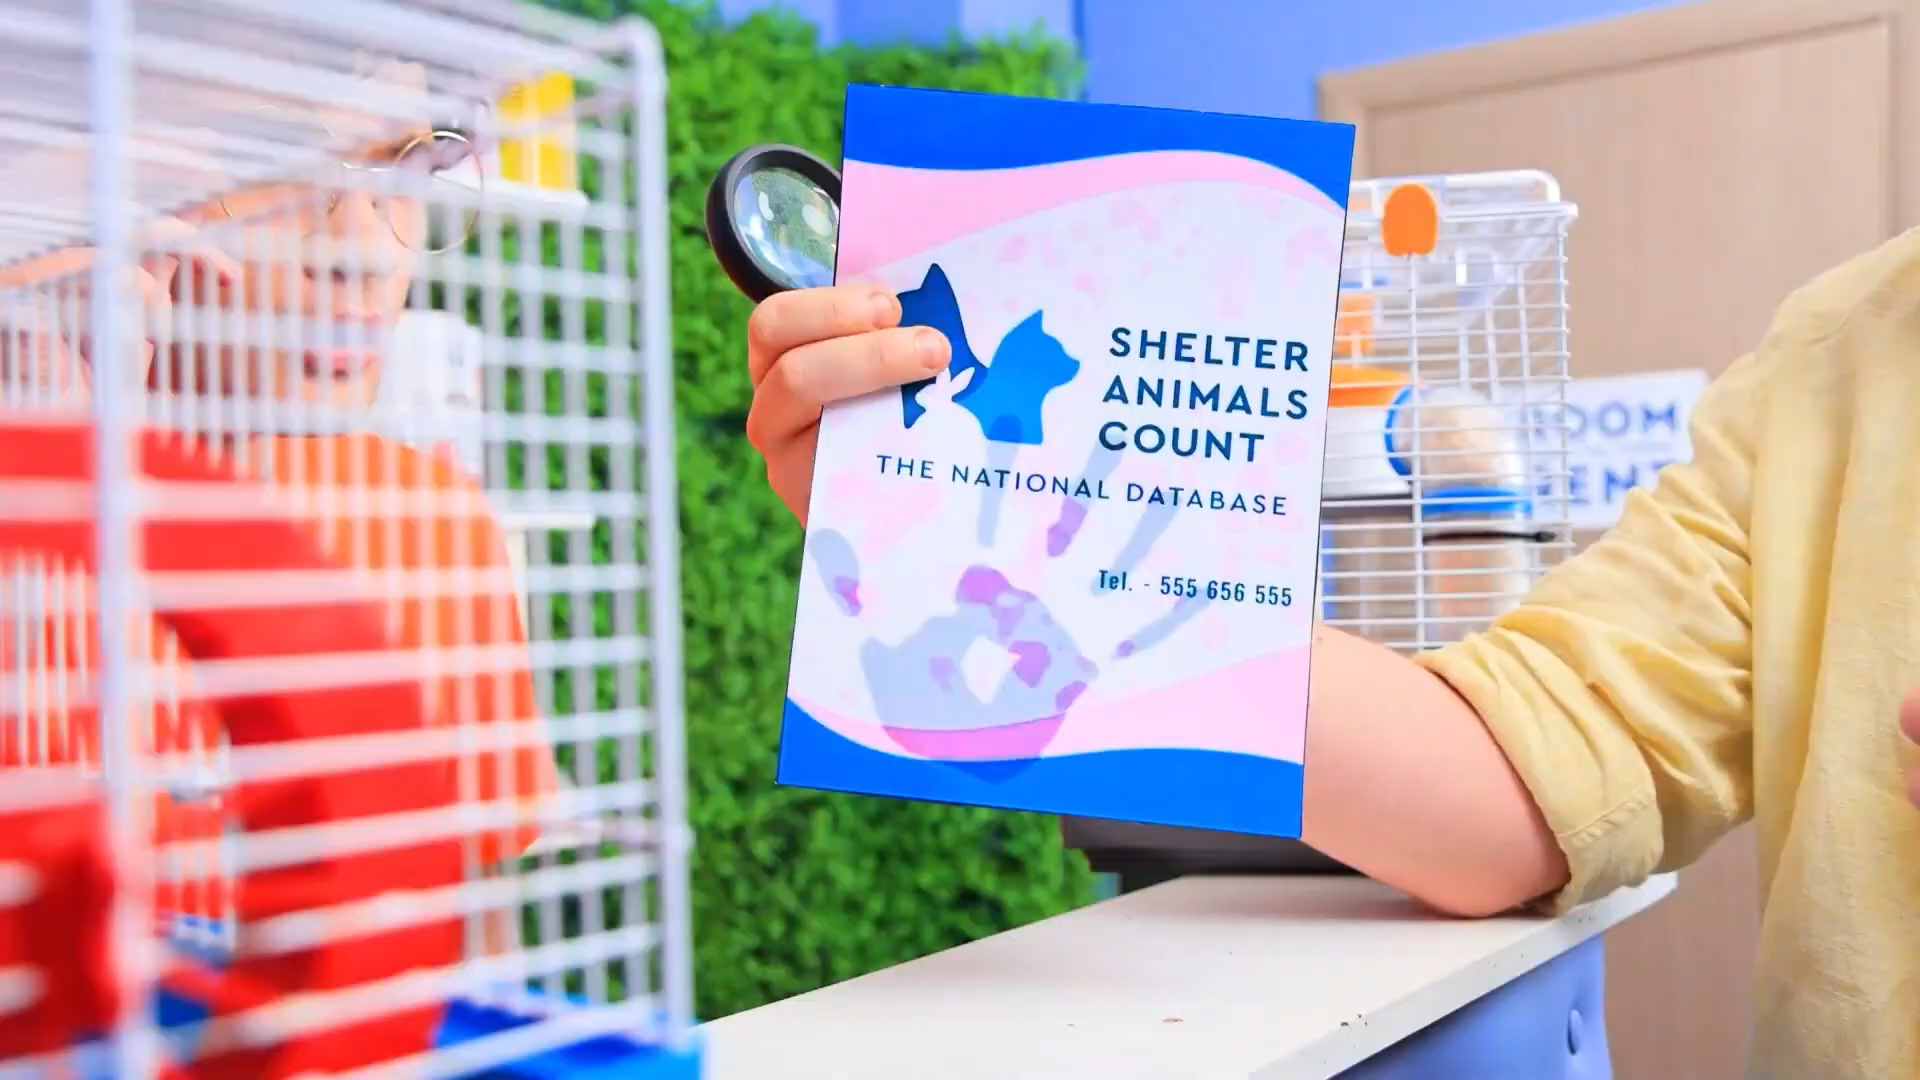 SHELTER
ANIMALS
COUNT
THE NATIONAL DATABASE
Tel. - 555 656 555